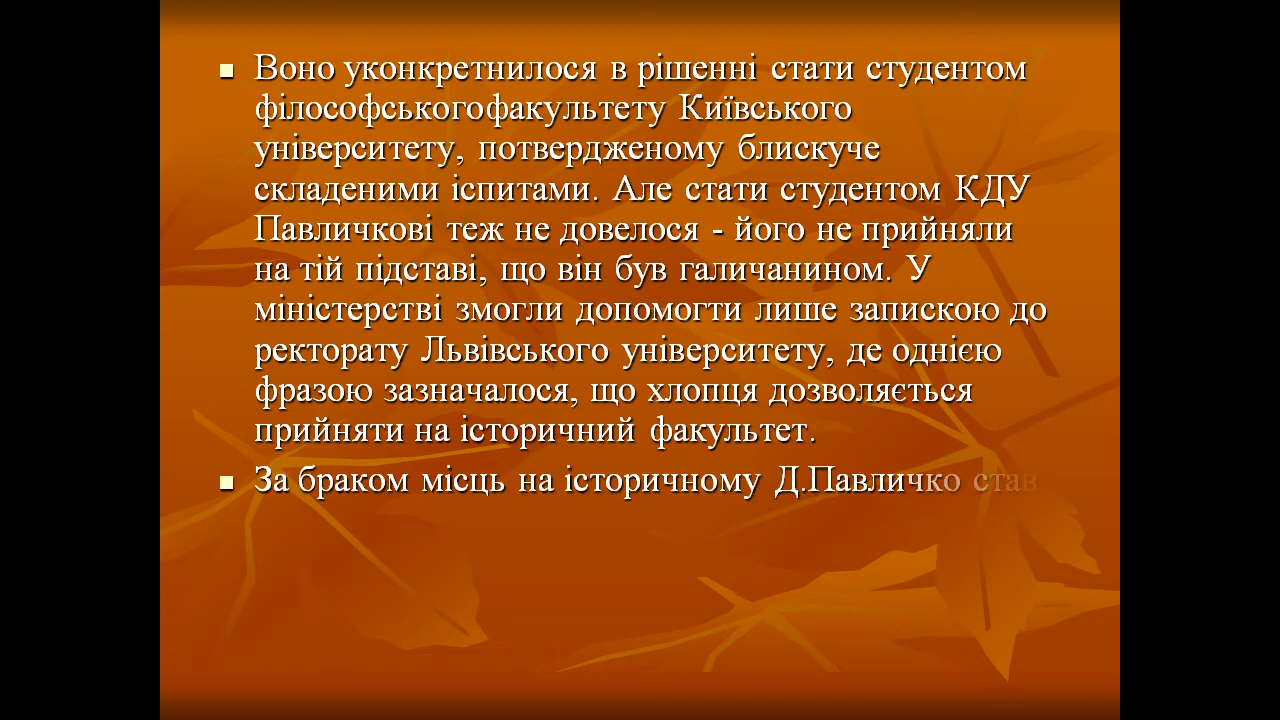 Воно уконкретнилося в рішенні стати студентом
філософськогофакультету Київського
університету, потвердженому блискуче
складеними іспитами. Але стати студентом КДУ
Павличкові теж не довелося - його не прийняли
на тій підставі, що він був галичанином. У
міністерстві змогли допомогти лише запискою до
ректорату Львівського університету, де однією
фразою зазначалося, що хлопця дозволяється
прийняти на історичний факультет.
За браком місць на історичному Д.Павличко став